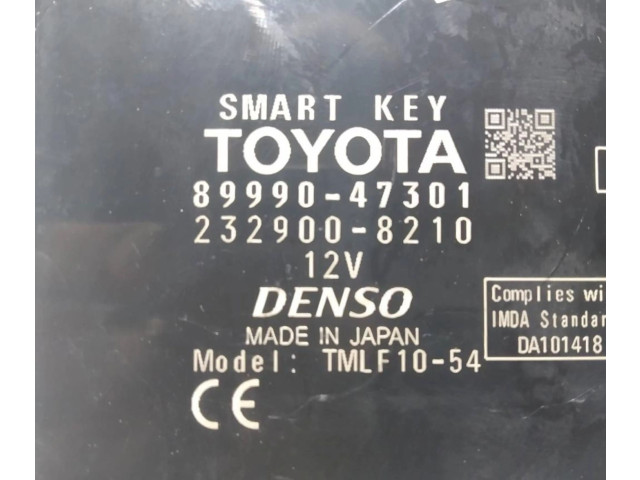 SMART KEY
TOYOTA
89990-47301
232900-8210
12V
DENSO
MADE IN JAPAN
Model: TMLF10-54
CE
Complies wi
IMDA Standar
DA101418